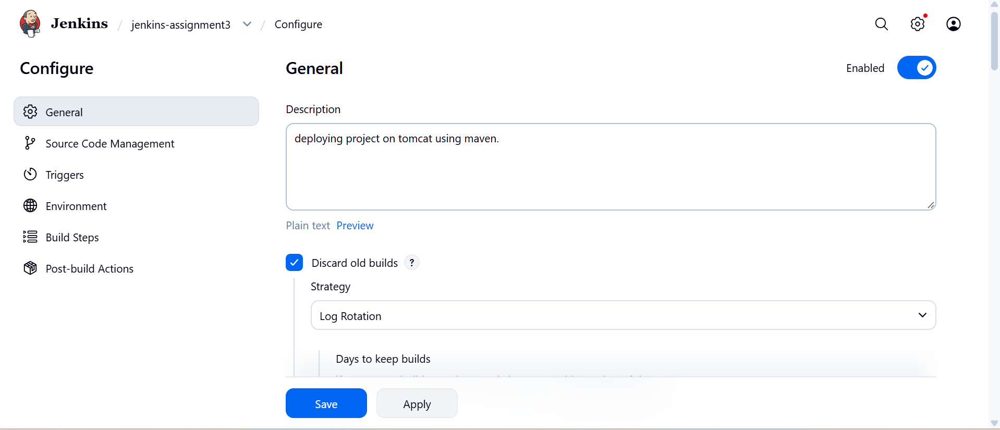 Jenkins / jenkins-assignment3 / Configure
Configure
General
Source Code Management
Triggers
Environment
Build Steps
Post-build Actions
General
Enabled
Description
deploying project on tomcat using maven.
Plain text Preview
Discard old builds ?
Strategy
Log Rotation
Days to keep builds
Save
Apply